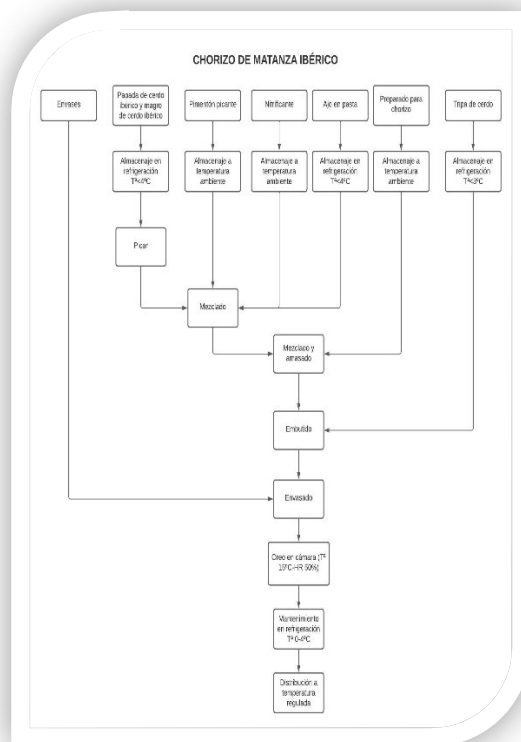 CHORIZO DE MATANZA IBÉRICO
Envases
Papada de cerdo
ibérico y magro
de cerdo ibérico
Pimentón picante
Nitrificante
Ajo en pasta
Preparado para
chorizo
Tripa de cerdo
Almacenaje en
refrigeración
Tª<4ºC
Almacenaje a
temperatura
ambiente
Almacenaje a
temperatura
ambiente
Almacenaje en
refrigeración
Tª<4ºC
Almacenaje a
temperatura
ambiente
Almacenaje en
refrigeración
Tª<3ºC
Picar
Mezclado
Mezclado y
amasado
Embutido
Envasado
Oreo en cámara (Tª
15ºC-HR 50%)
Mantenimiento
en refrigeración
Tª 0-4ºC
Distribución a
temperatura
regulada